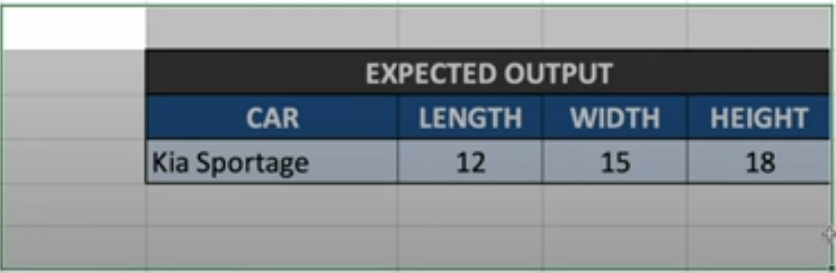 EXPECTED OUTPUT
CAR LENGTH WIDTH HEIGHT
Kia Sportage 12 15 18